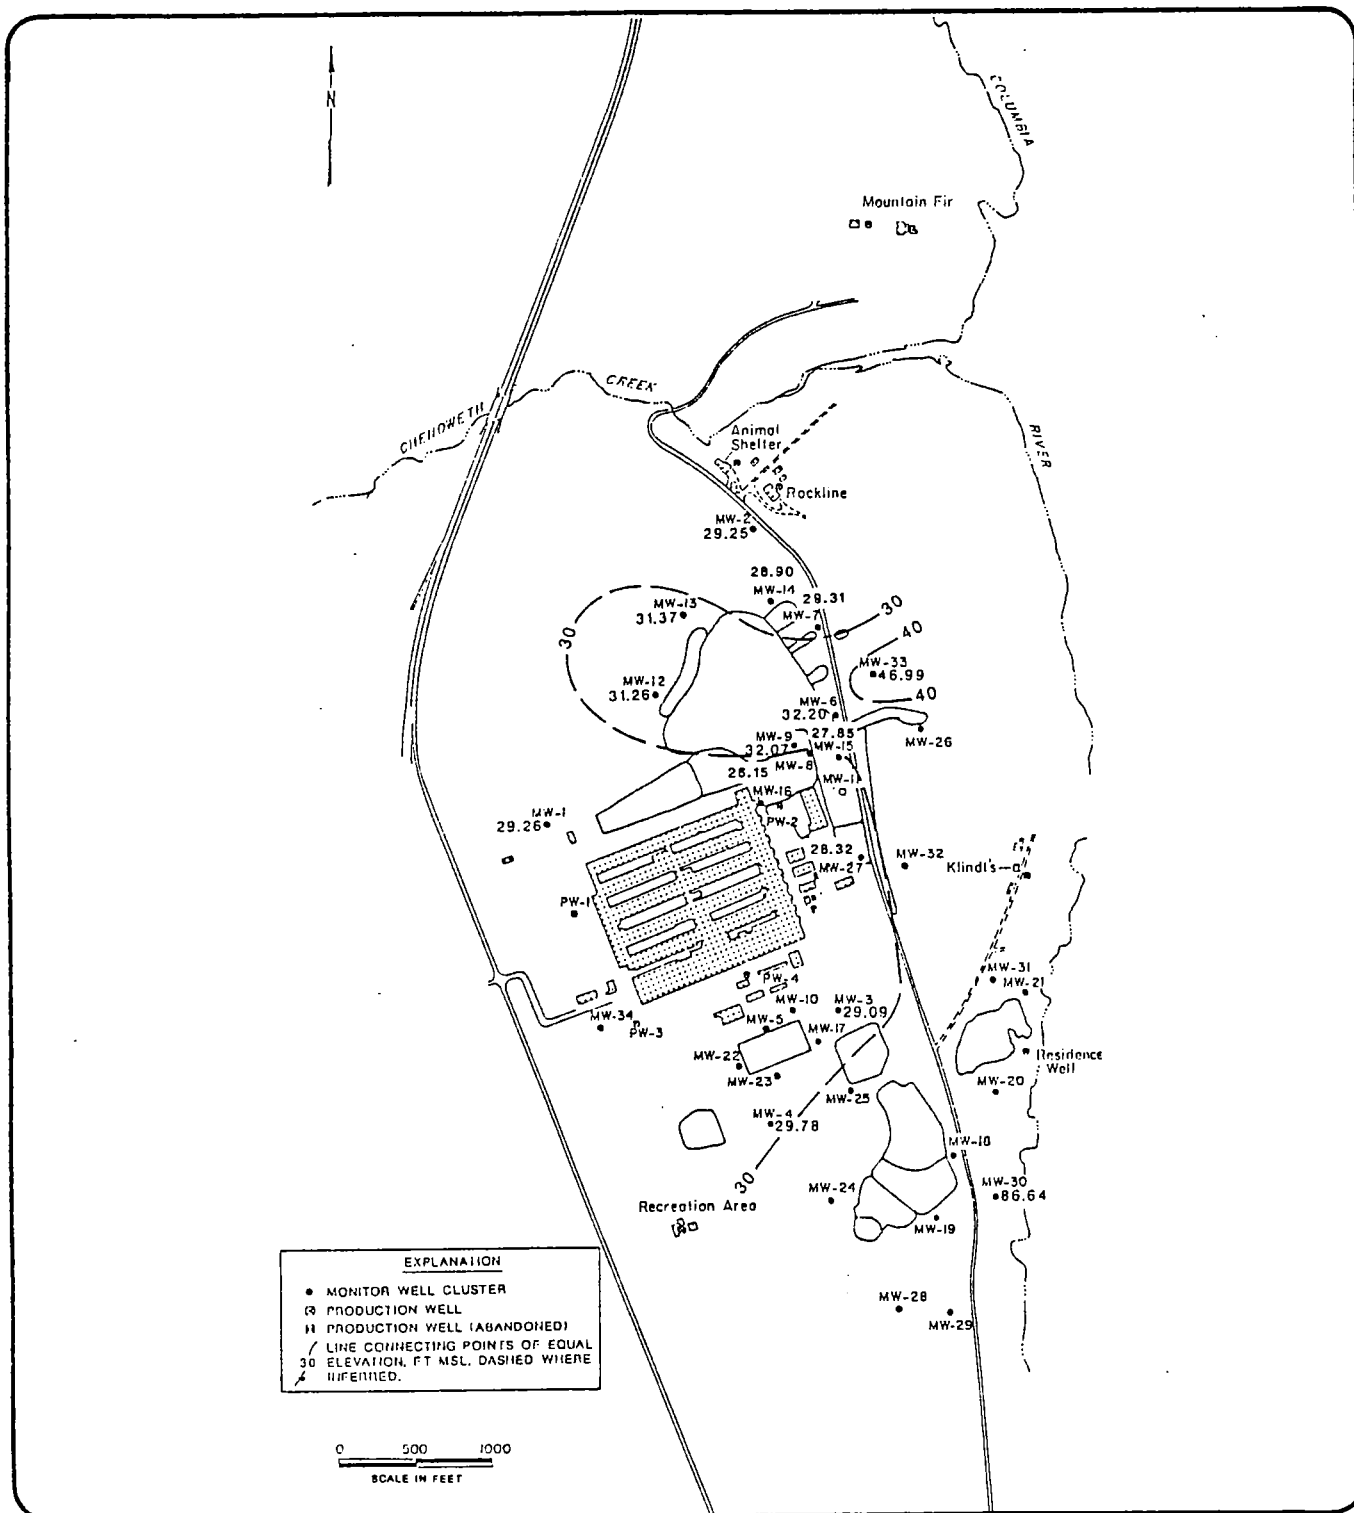 N
COLUMBIA
Mountain Fir
CREEK
CHENOWETH
RIVER
Animal
Shelter
Rockline
MW-2
29.25
28.90
MW-14
29.31
MW-7
30
MW-13
31.37
40
30
MW-33
46.99
MW-12
31.26
40
MW-6
32.20
27.85
MW-9
32.07
MW-15
MW-26
MW-8
26.15
MW-11
MW-16
PW-2
MW-1
29.26
28.32
MW-27
MW-32
Klindt's
PW-1
MW-31
MW-21
PW-4
MW-10
MW-3
29.09
MW-34
PW-3
MW-5
MW-17
MW-22
MW-23
Residence
Well
MW-20
MW-25
MW-4
29.78
MW-18
30
MW-24
MW-30
86.64
Recreation Area
MW-19
MW-28
MW-29
EXPLANATION
MONITOR WELL CLUSTER
PRODUCTION WELL
PRODUCTION WELL (ABANDONED)
LINE CONNECTING POINTS OF EQUAL
30 ELEVATION, FT MSL. DASHED WHERE
INFERRED.
0 500 1000
SCALE IN FEET